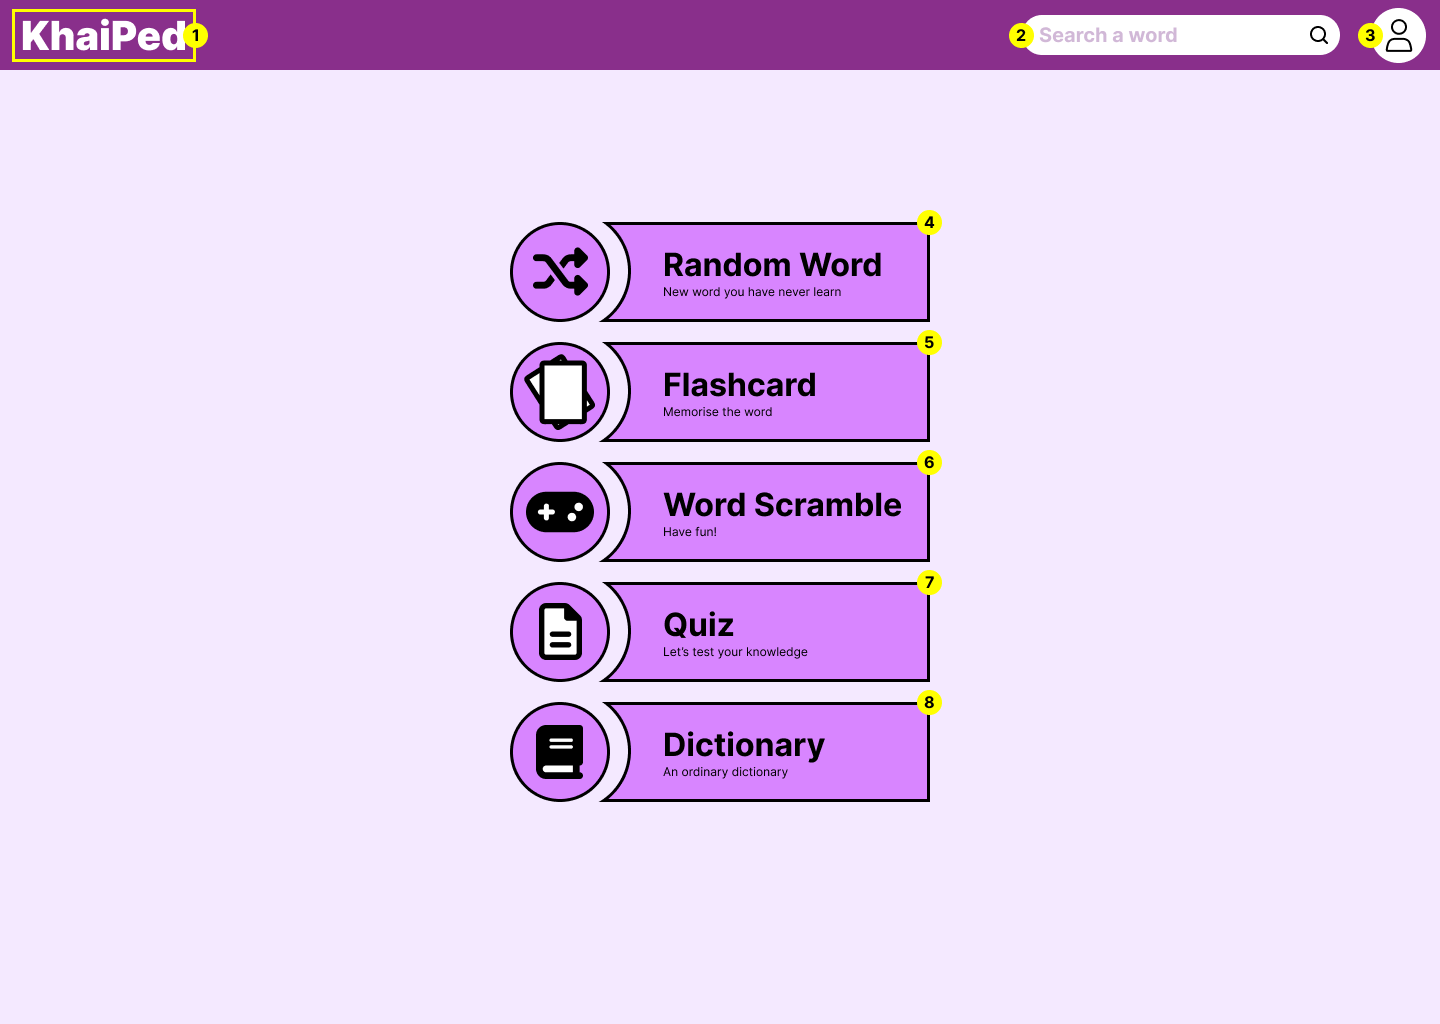 KhaiPed 1
2 Search a word 3
4
Random Word
New word you have never learn
5
Flashcard
Memorise the word
6
Word Scramble
Have fun!
7
Quiz
Let's test your knowledge
8
Dictionary
An ordinary dictionary